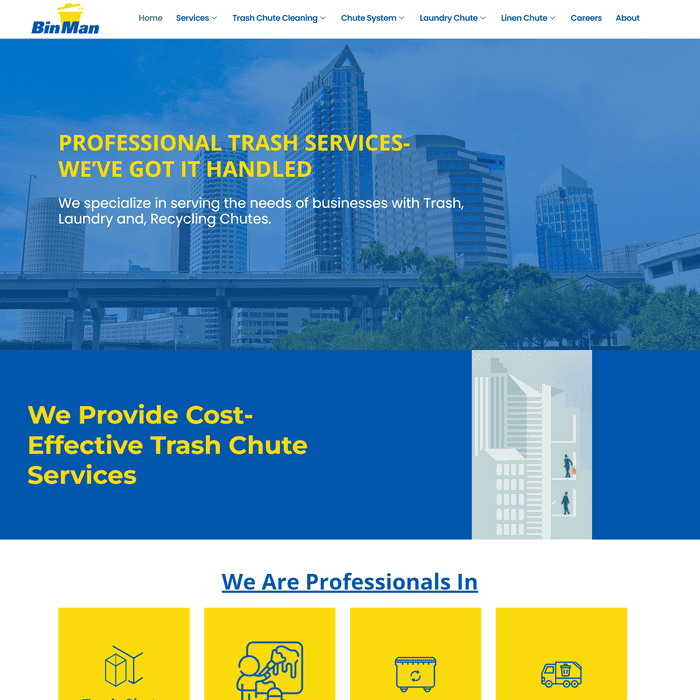 BinMan
Home Services Trash Chute Cleaning Chute System Laundry Chute Linen Chute Careers About
PROFESSIONAL TRASH SERVICES-
WE'VE GOT IT HANDLED
We specialize in serving the needs of businesses with Trash,
Laundry and, Recycling Chutes.
We Provide Cost-
Effective Trash Chute
Services
We Are Professionals In